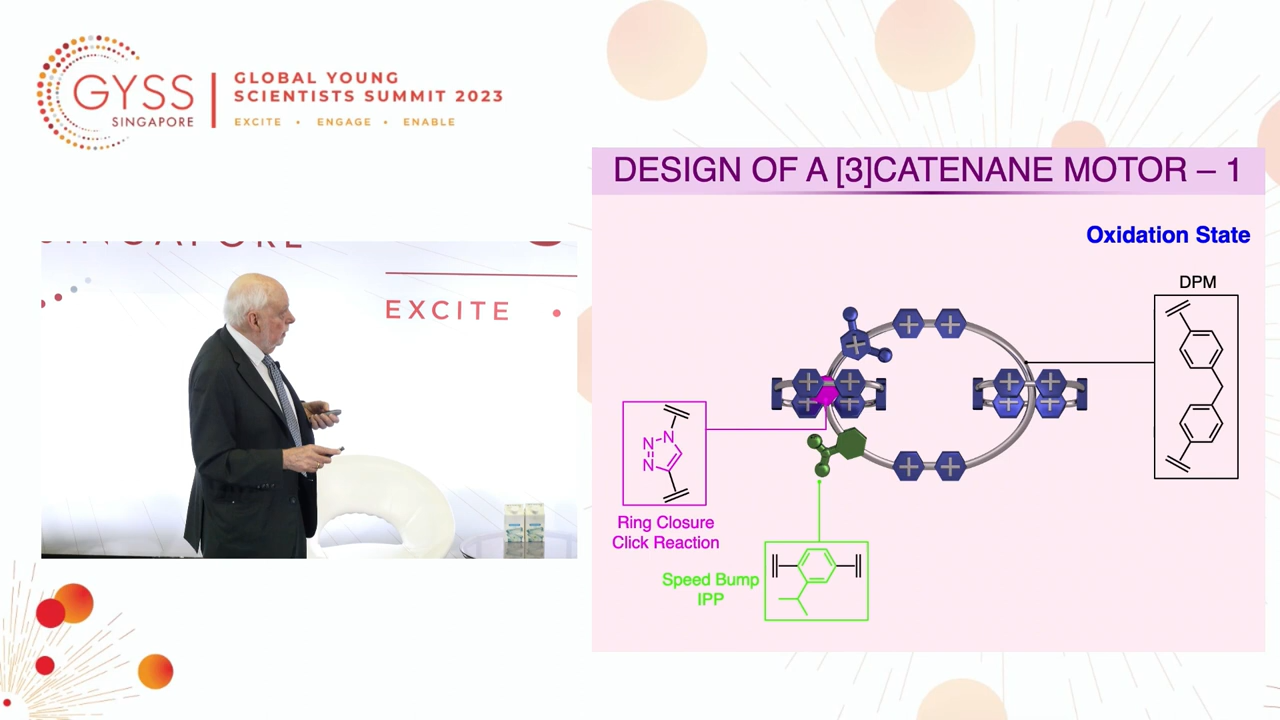 GYSS
SINGAPORE
GLOBAL YOUNG
SCIENTISTS SUMMIT 2023
EXCITE • ENGAGE • ENABLE
SINGAPORE
EXCITE
DESIGN OF A [3]CATENANE MOTOR – 1
Oxidation State
DPM
+ +
+
+ +
+ +
+ +
+ +
+ +
N
N
N
Ring Closure
Click Reaction
Speed Bump
IPP